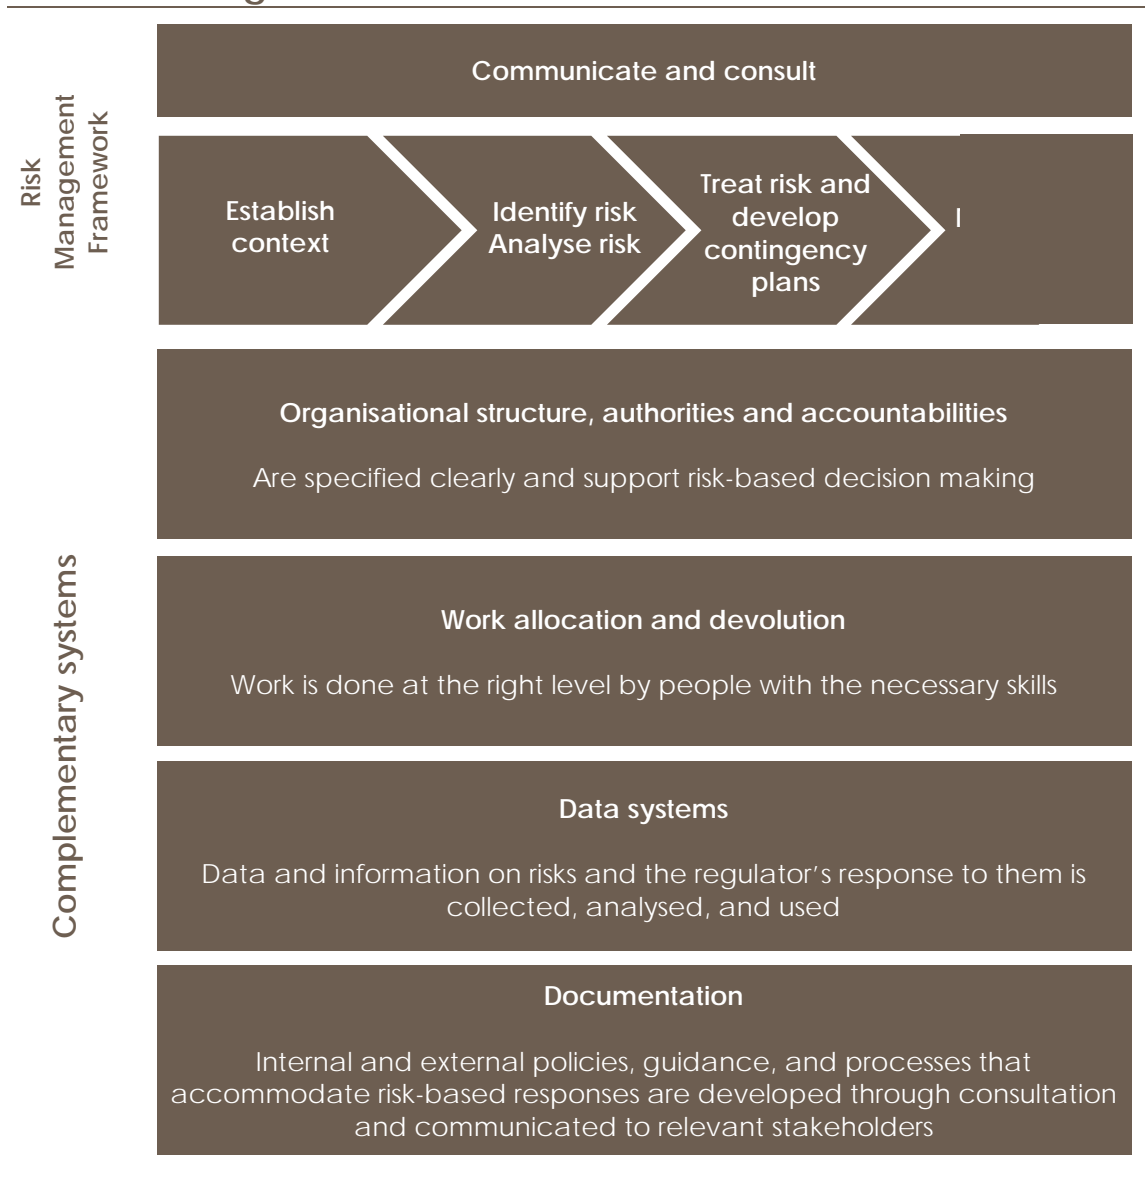 Communicate and consult
Risk
Management
Framework
Establish
context
Identify risk
Analyse risk
Treat risk and
develop
contingency
plans
Organisational structure, authorities and accountabilities
Are specified clearly and support risk-based decision making
Complementary systems
Work allocation and devolution
Work is done at the right level by people with the necessary skills
Data systems
Data and information on risks and the regulator’s response to them is
collected, analysed, and used
Documentation
Internal and external policies, guidance, and processes that
accommodate risk-based responses are developed through consultation
and communicated to relevant stakeholders